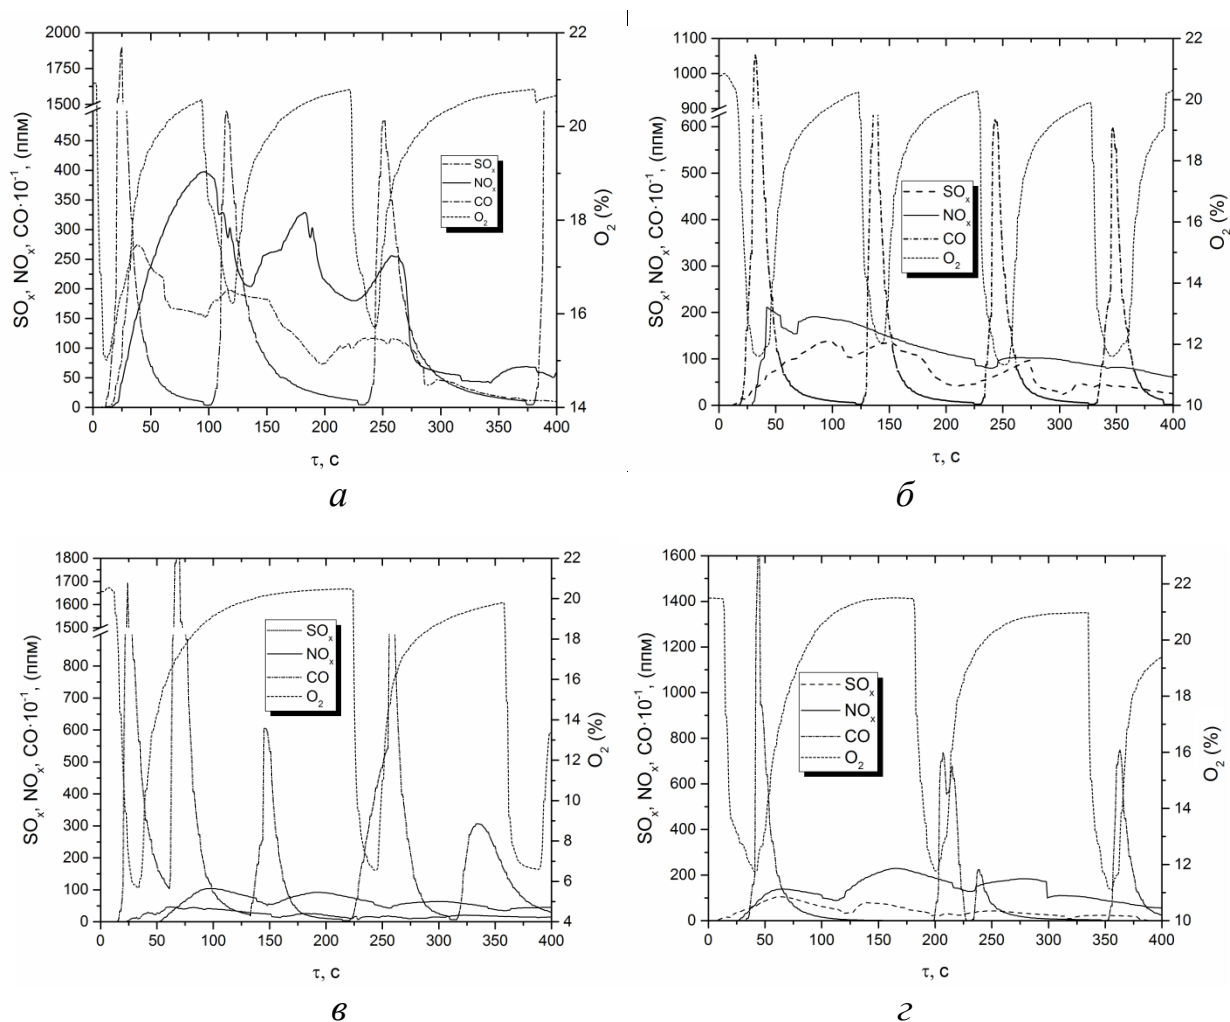 2000
1750
1500
450
400
350
300
250
200
150
100
50
0
SOₓ, NOₓ, CO·10⁻¹, (ппм)
22
20
18
16
14
O₂ (%)
SOₓ
NOₓ
CO
O₂
0 50 100 150 200 250 300 350 400
τ, с
а
1100
1000
900
600
500
400
300
200
100
0
SOₓ, NOₓ, CO·10⁻¹, (ппм)
22
20
18
16
14
12
10
O₂ (%)
SOₓ
NOₓ
CO
O₂
0 50 100 150 200 250 300 350 400
τ, с
б
1800
1700
1600
1500
800
700
600
500
400
300
200
100
0
SOₓ, NOₓ, CO·10⁻¹, (ппм)
22
20
18
16
14
12
10
8
6
4
O₂ (%)
SOₓ
NOₓ
CO
O₂
0 50 100 150 200 250 300 350 400
τ, с
в
1600
1400
1200
1000
800
600
400
200
0
SOₓ, NOₓ, CO·10⁻¹, (ппм)
22
20
18
16
14
12
10
O₂ (%)
SOₓ
NOₓ
CO
O₂
0 50 100 150 200 250 300 350 400
τ, с
г